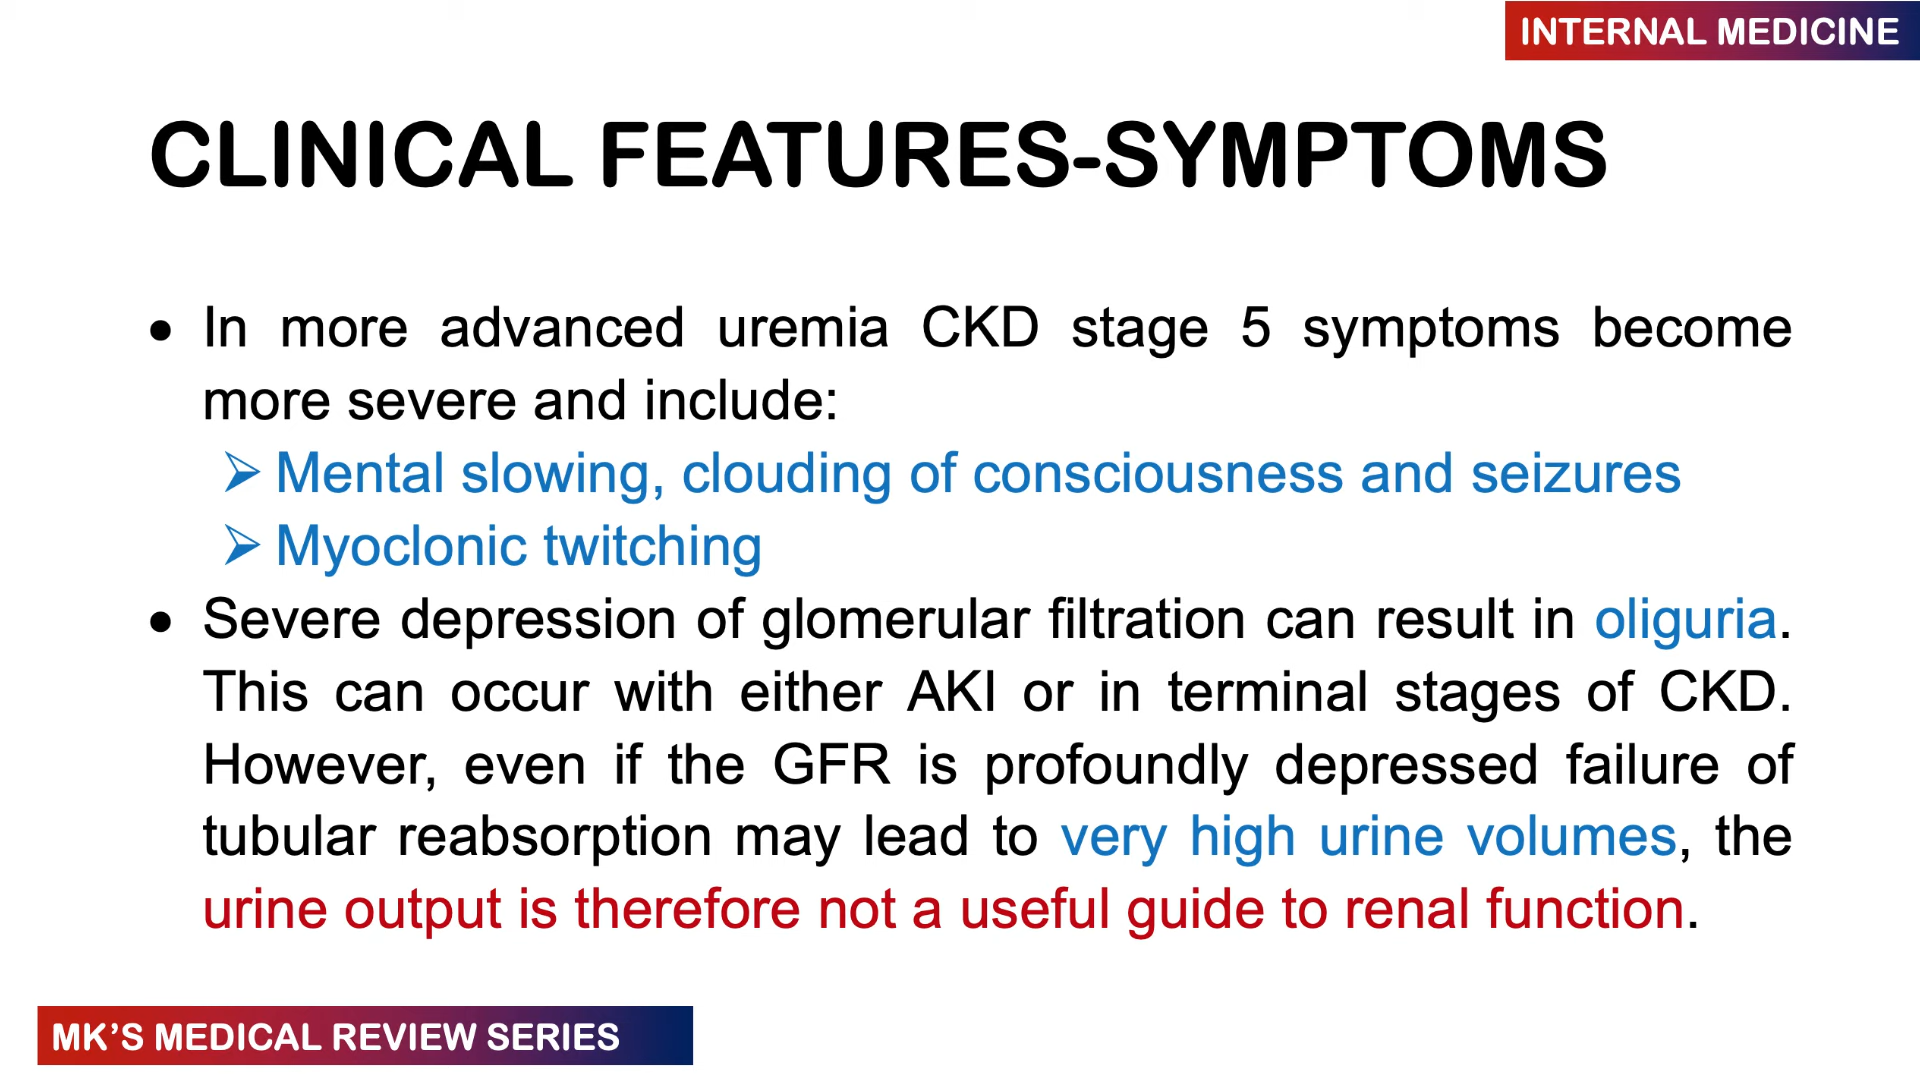 INTERNAL MEDICINE
CLINICAL FEATURES-SYMPTOMS
• In more advanced uremia CKD stage 5 symptoms become
more severe and include:
➢ Mental slowing, clouding of consciousness and seizures
➢ Myoclonic twitching
• Severe depression of glomerular filtration can result in oliguria.
This can occur with either AKI or in terminal stages of CKD.
However, even if the GFR is profoundly depressed failure of
tubular reabsorption may lead to very high urine volumes, the
urine output is therefore not a useful guide to renal function.
MK’S MEDICAL REVIEW SERIES